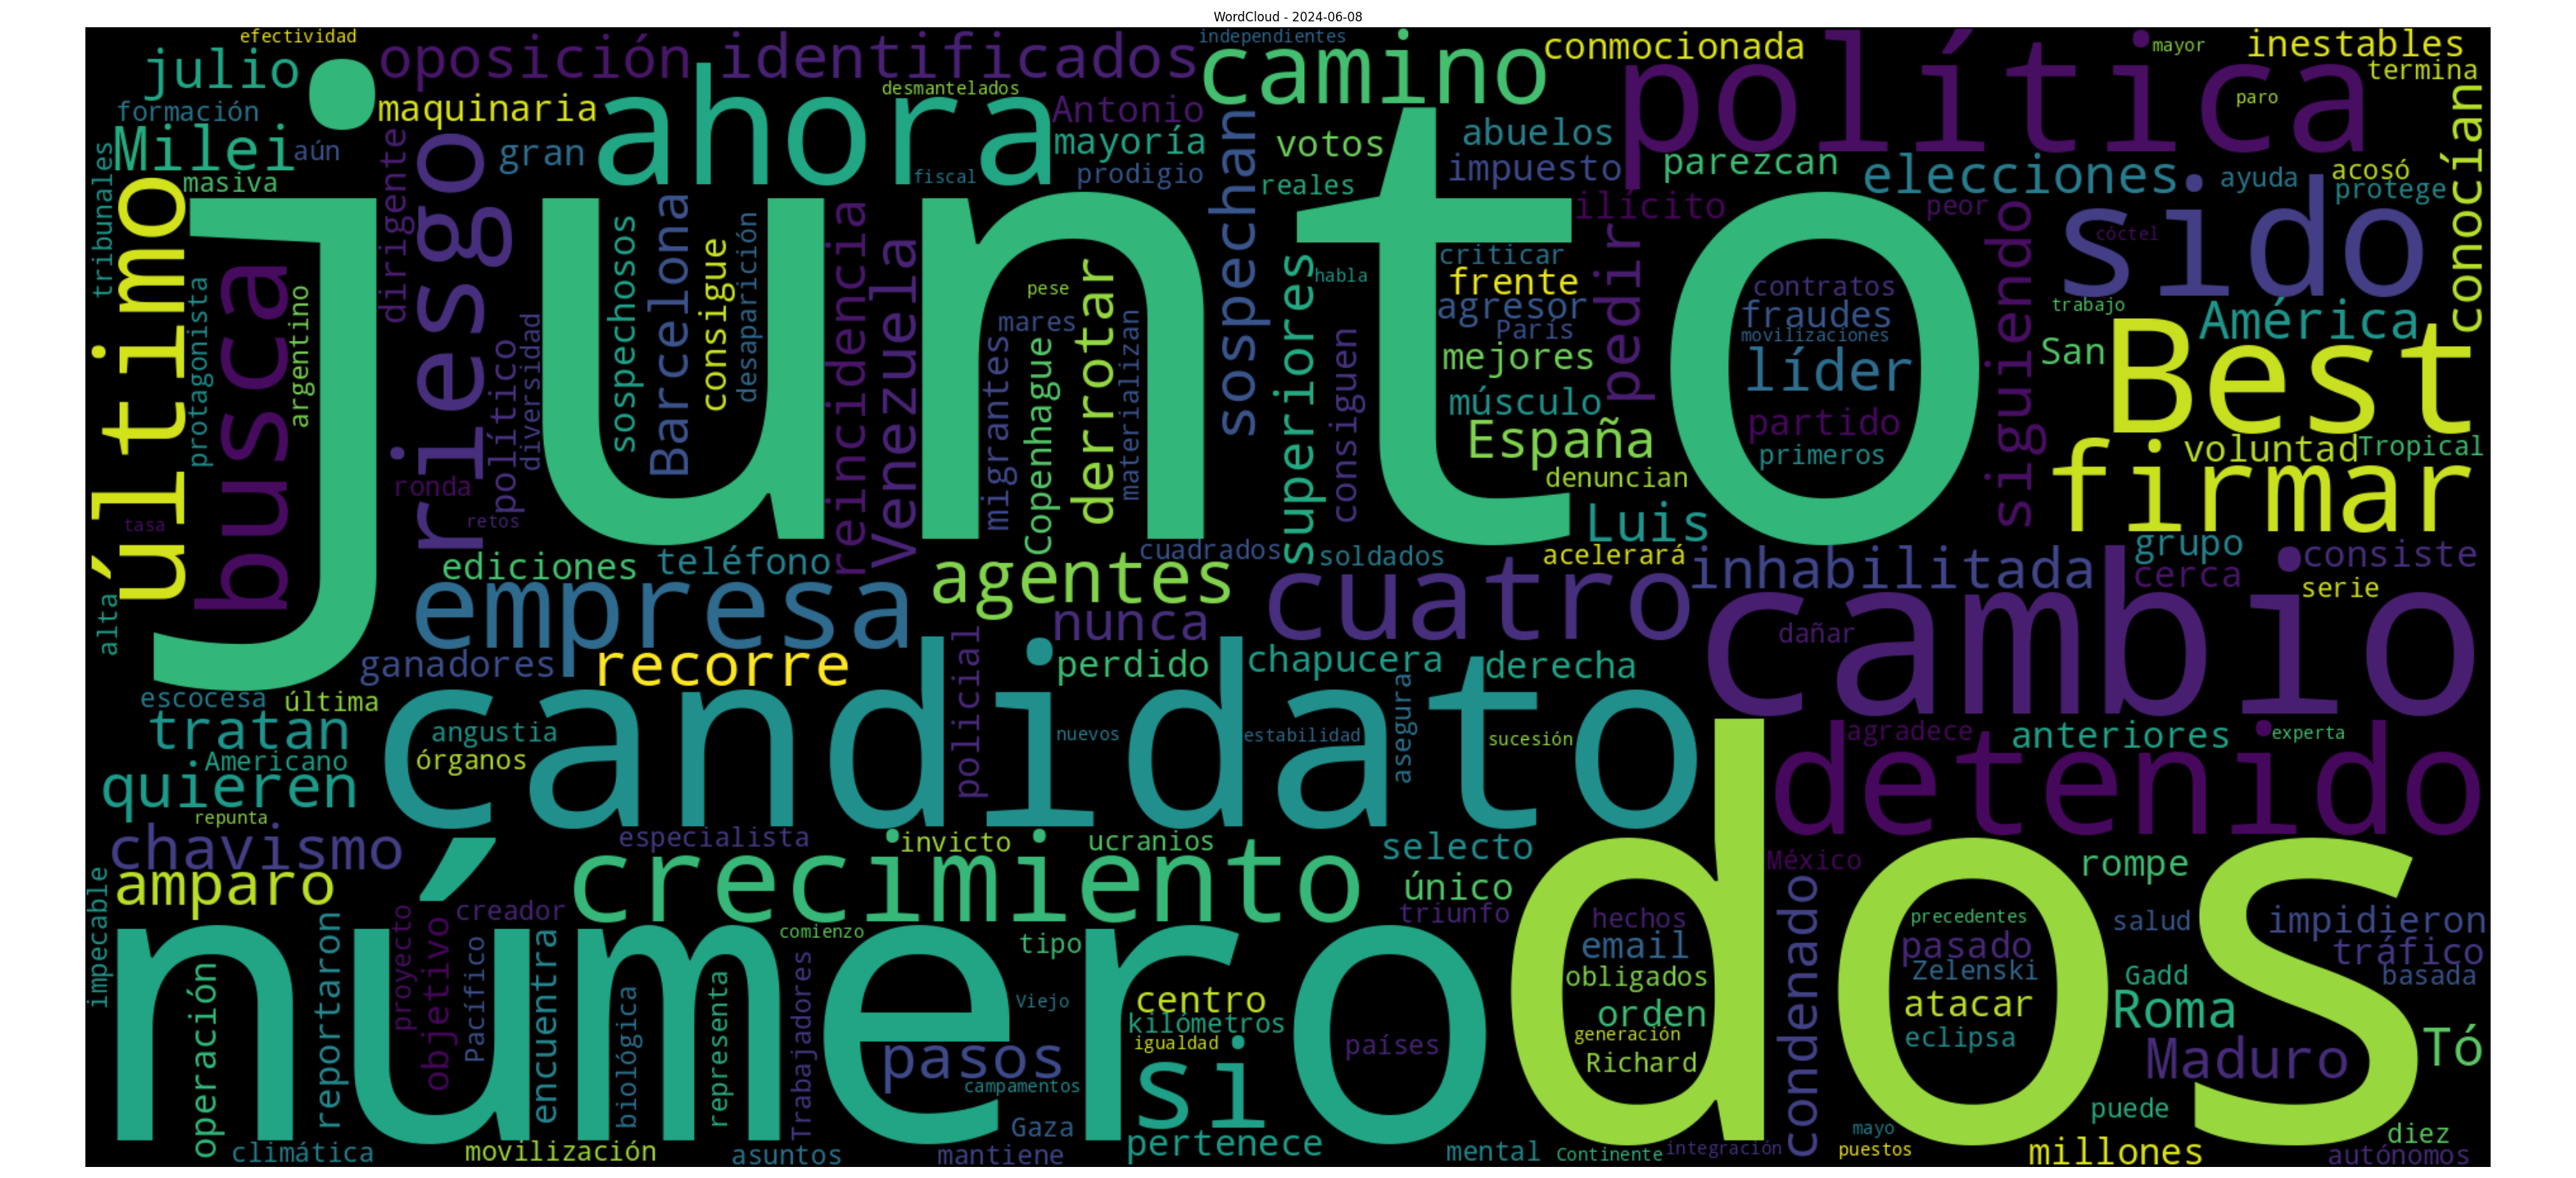 WordCloud - 2024-06-08
efectividad
julio
oposición
identificados
independientes
camino
conmocionada
política
mayor
inestables
termina
formación
maquinaria
ahora
desmantelados
Antonio
Milei
aún
gran
mayoría
votos
abuelos
impuesto
parezcan
elecciones
paro
ayuda
acosó
protege
conocían
tribunales
masiva
dirigente
riesgo
fiscal
prodigio
sospechan
reales
ilícito
peor
sido
cóctel
último
junto
busca
protagonista
argentino
político
diversidad
sospechosos
Barcelona
consigue
desaparición
reincidencia
Venezuela
pese
mares
migrantes
Copenhague
derrotar
materializan
superiores
habla
consiguen
criticar
frente
agresor
París
mejores
músculo
España
denuncian
pedir
contratos
fraudes
movilizaciones
líder
partido
primeros
siguiendo
trabajo
San
América
Best
voluntad
Tropical
firmar
ronda
retos
tasa
Luis
alta
ediciones
teléfono
empresa
agentes
cuadrados
soldados
acelerará
inhabilitada
grupo
consiste
cerca
serie
cuatro
cambio
nunca
dañar
ganadores
recorre
policial
perdido
chapucera
derecha
escocesa
última
tratan
candidato
angustia
órganos
nuevos
estabilidad
asegura
sucesión
agradece
anteriores
experta
detenido
Americano
quieren
repunta
chavismo
especialista
invicto
ucranios
selecto
México
rompe
amparo
crecimiento
único
triunfo
dos
impecable
número
creador
proyecto
objetivo
Pacífico
reportaron
operación
encuentra
comienzo
tipo
hechos
email
obligados
orden
generación
Richard
condenado
precedentes
pasado
Zelenski
atacar
eclipsa
salud
impidieron
tráfico
Gadd
basada
Roma
Tó
Maduro
biológica
representa
Trabajadores
Viejo
centro
kilómetros
igualdad
países
pasos
si
campamentos
Gaza
pertenece
puede
mayo
diez
climática
movilización
asuntos
mantiene
mental
Continente
integración
puestos
millones
autónomos